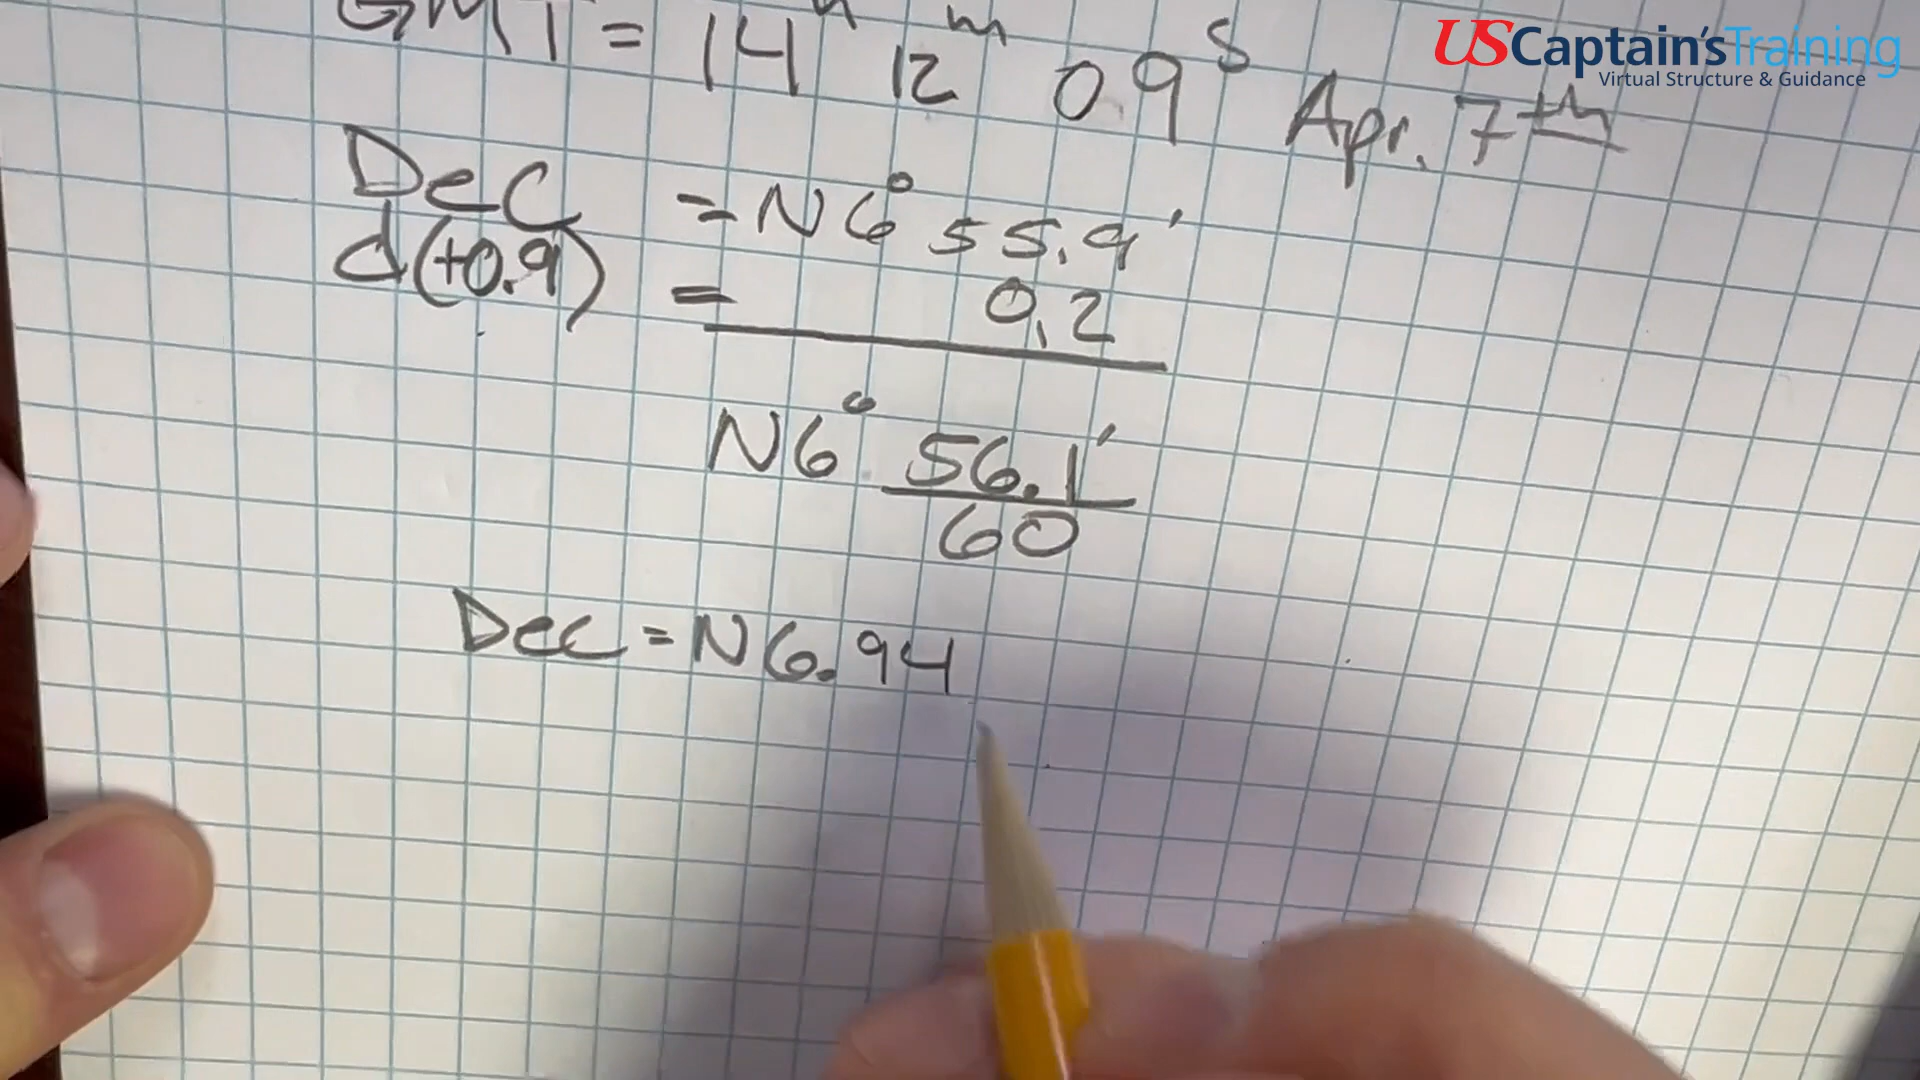 USCaptain'sTraining
Virtual Structure & Guidance
GMT = 14h 12m 09s Apr. 7th
Dec = N6° 55.9'
d(+0.9) = 0.2
N6° 56.1'
60
Dec = N6.94